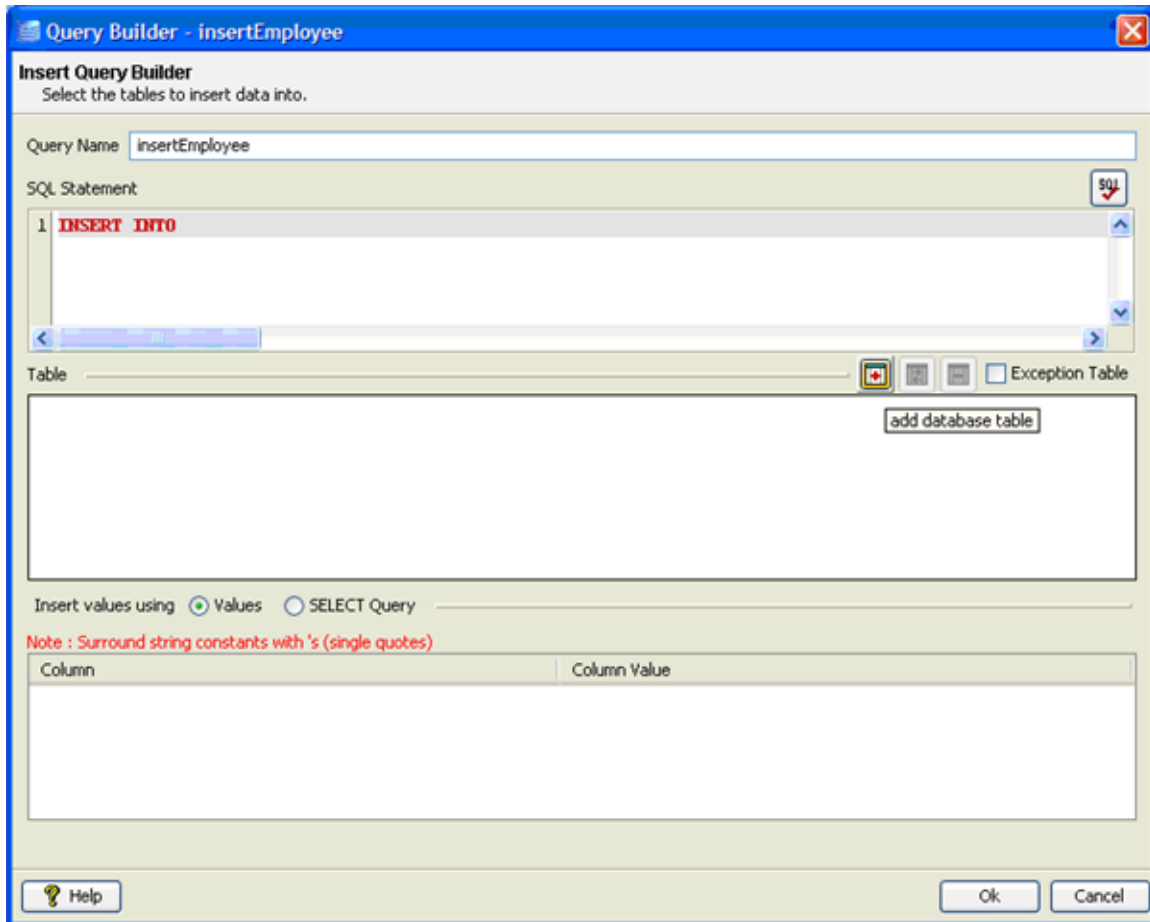 Query Builder - insertEmployee
Insert Query Builder
Select the tables to insert data into.
Query Name insertEmployee
SQL Statement
SQL
1 INSERT INTO
Table Exception Table
add database table
Insert values using Values SELECT Query
Note : Surround string constants with 's (single quotes)
Column Column Value
Help Ok Cancel